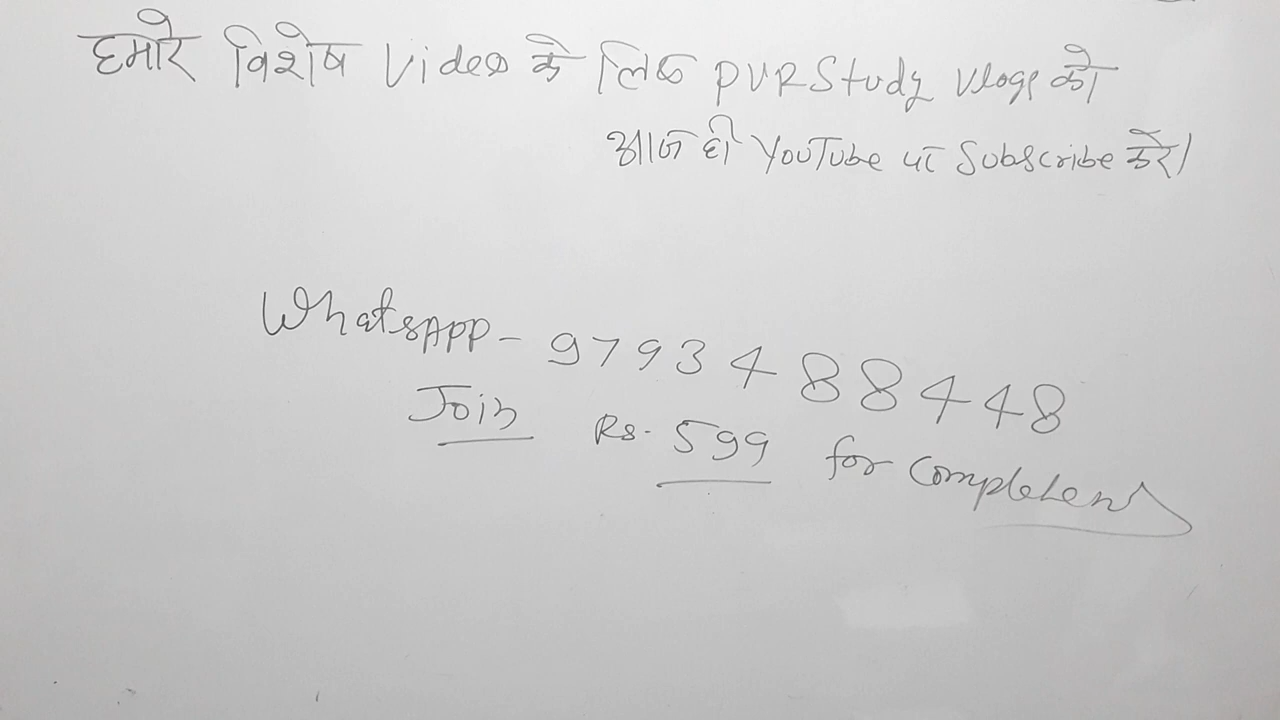 हमारे विशेष Video के लिए PVR Study Vlogs को
आज ही YouTube पर Subscribe करें।
WhatsApp - 9793488448
Join Rs. 599 for